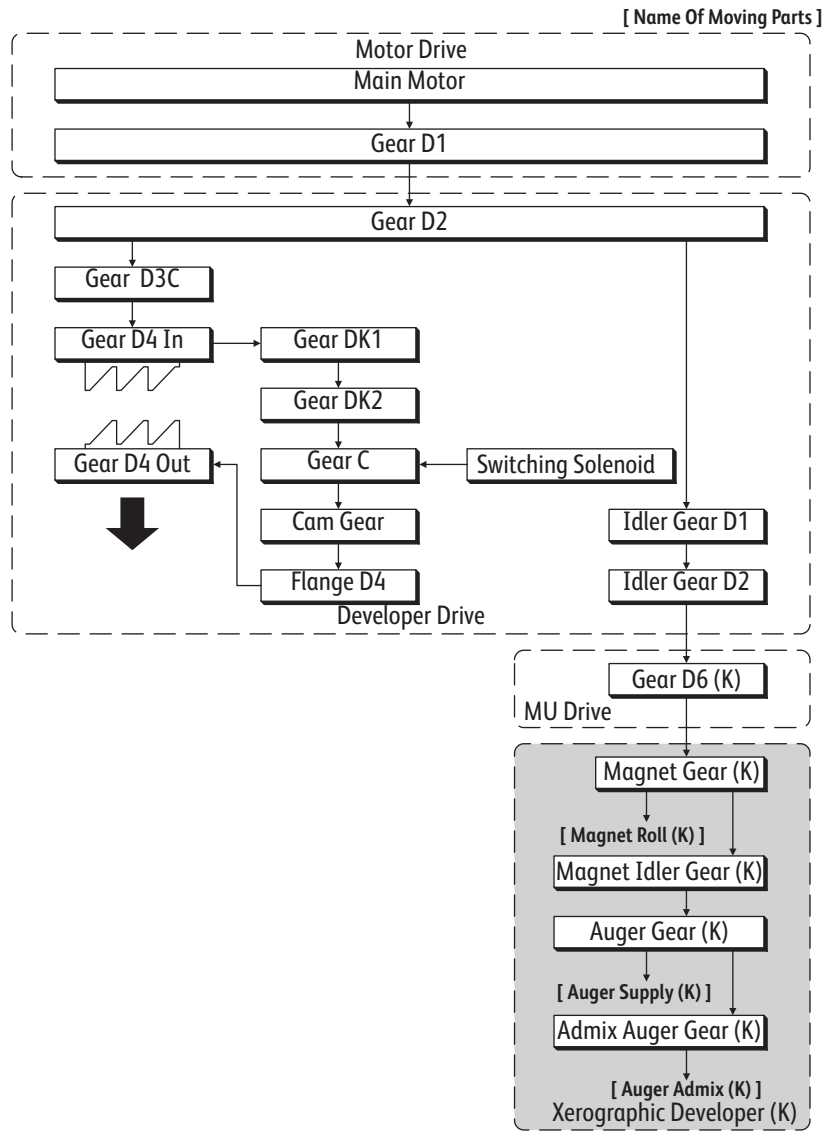 [ Name Of Moving Parts ]
Motor Drive
Main Motor
Gear D1
Gear D2
Gear D3C
Gear D4 In
Gear DK1
Gear DK2
Gear D4 Out
Gear C
Switching Solenoid
Cam Gear
Idler Gear D1
Flange D4
Idler Gear D2
Developer Drive
Gear D6 (K)
MU Drive
Magnet Gear (K)
[ Magnet Roll (K) ]
Magnet Idler Gear (K)
Auger Gear (K)
[ Auger Supply (K) ]
Admix Auger Gear (K)
[ Auger Admix (K) ]
Xerographic Developer (K)